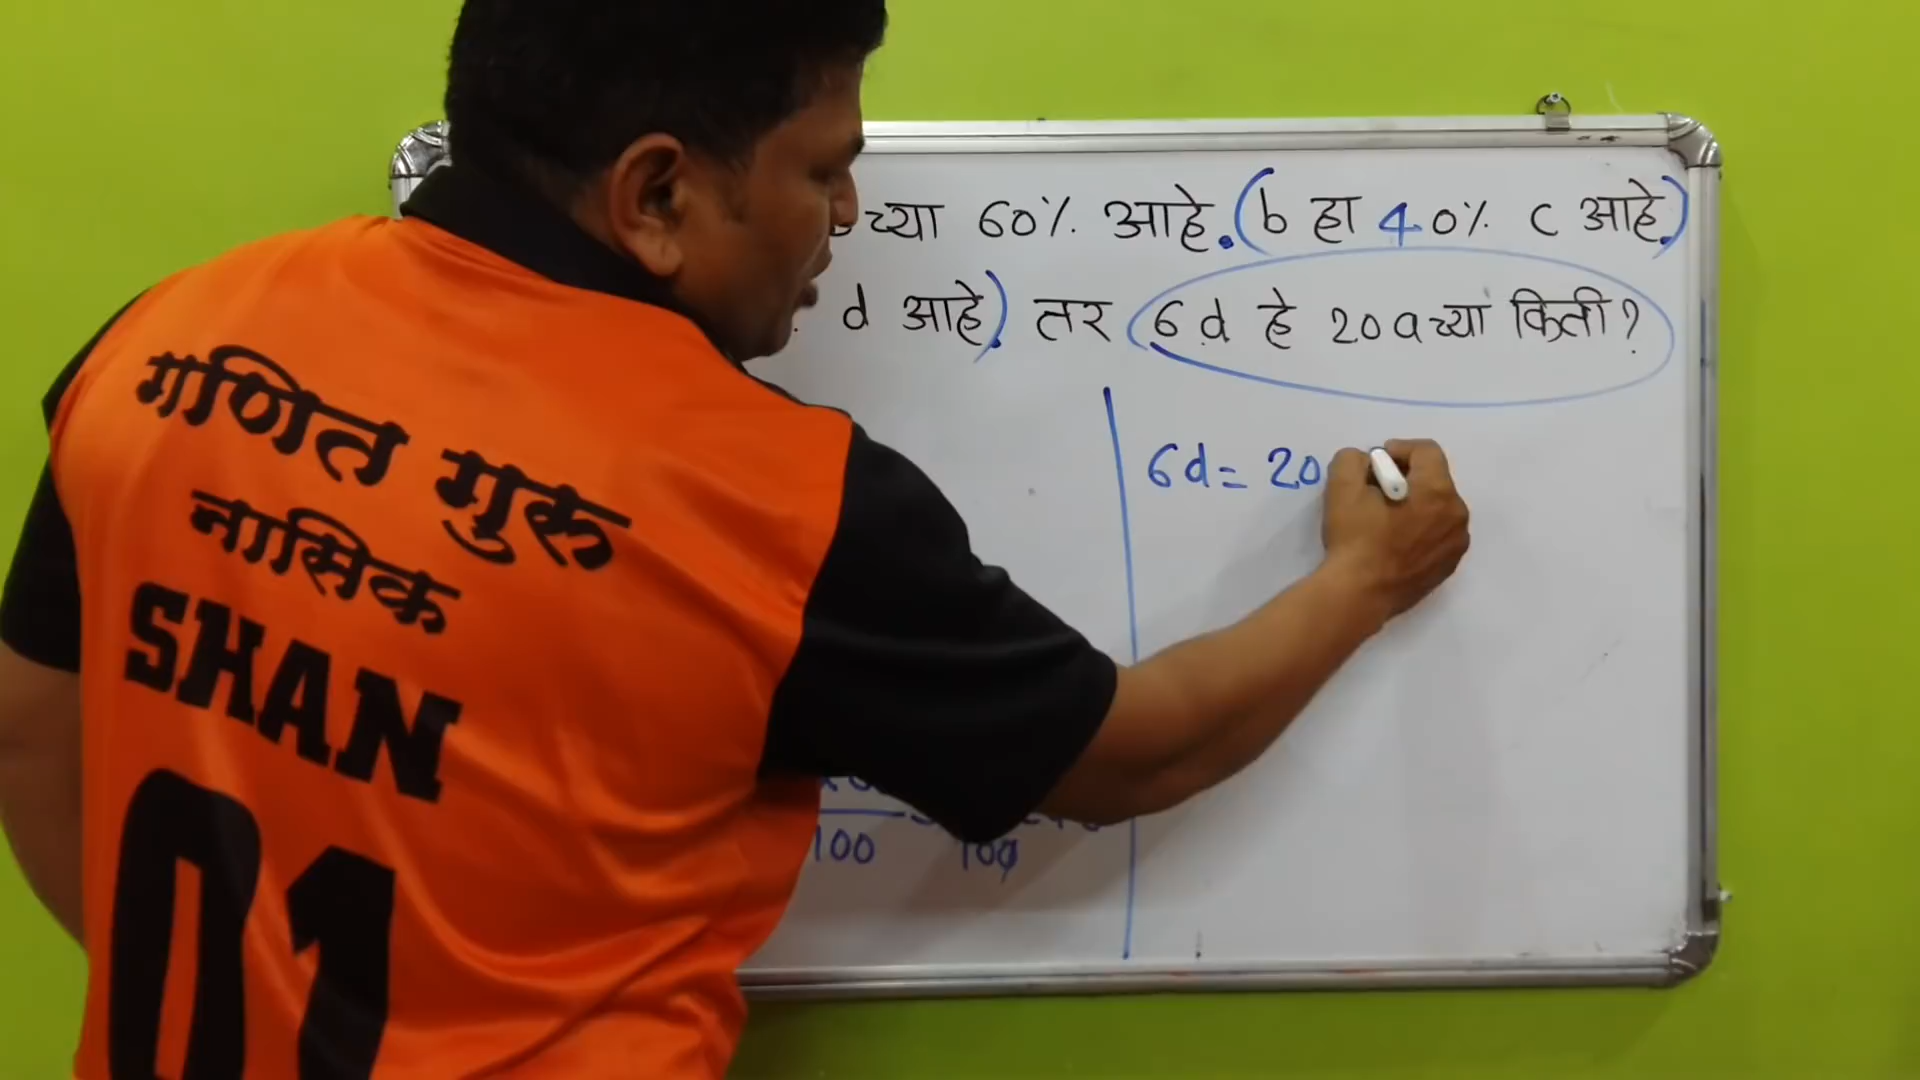 च्या 60% आहे. (b हा 40% c आहे.)
d आहे). तर 6d हे 20a च्या किती?
6d = 20
100
100
गणित गुरू
नासिक
SHAN
01